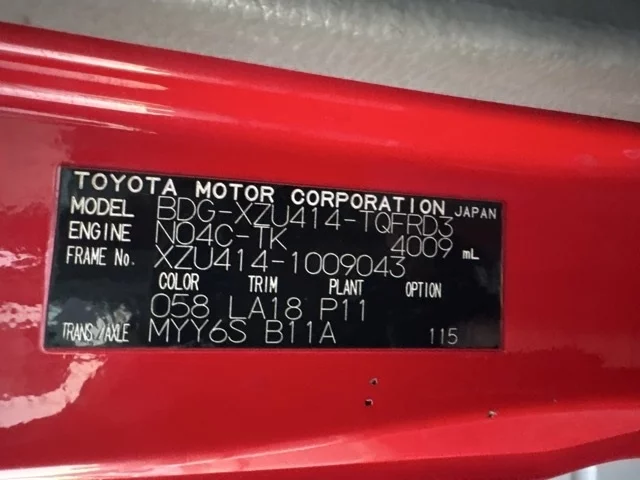 TOYOTA MOTOR CORPORATION JAPAN
MODEL BDG-XZU414-TQFRD3
ENGINE N04C-TK 4009 mL
FRAME No. XZU414-1009043
COLOR TRIM PLANT OPTION
058 LA18 P11
TRANS/AXLE MYY6S B11A 115